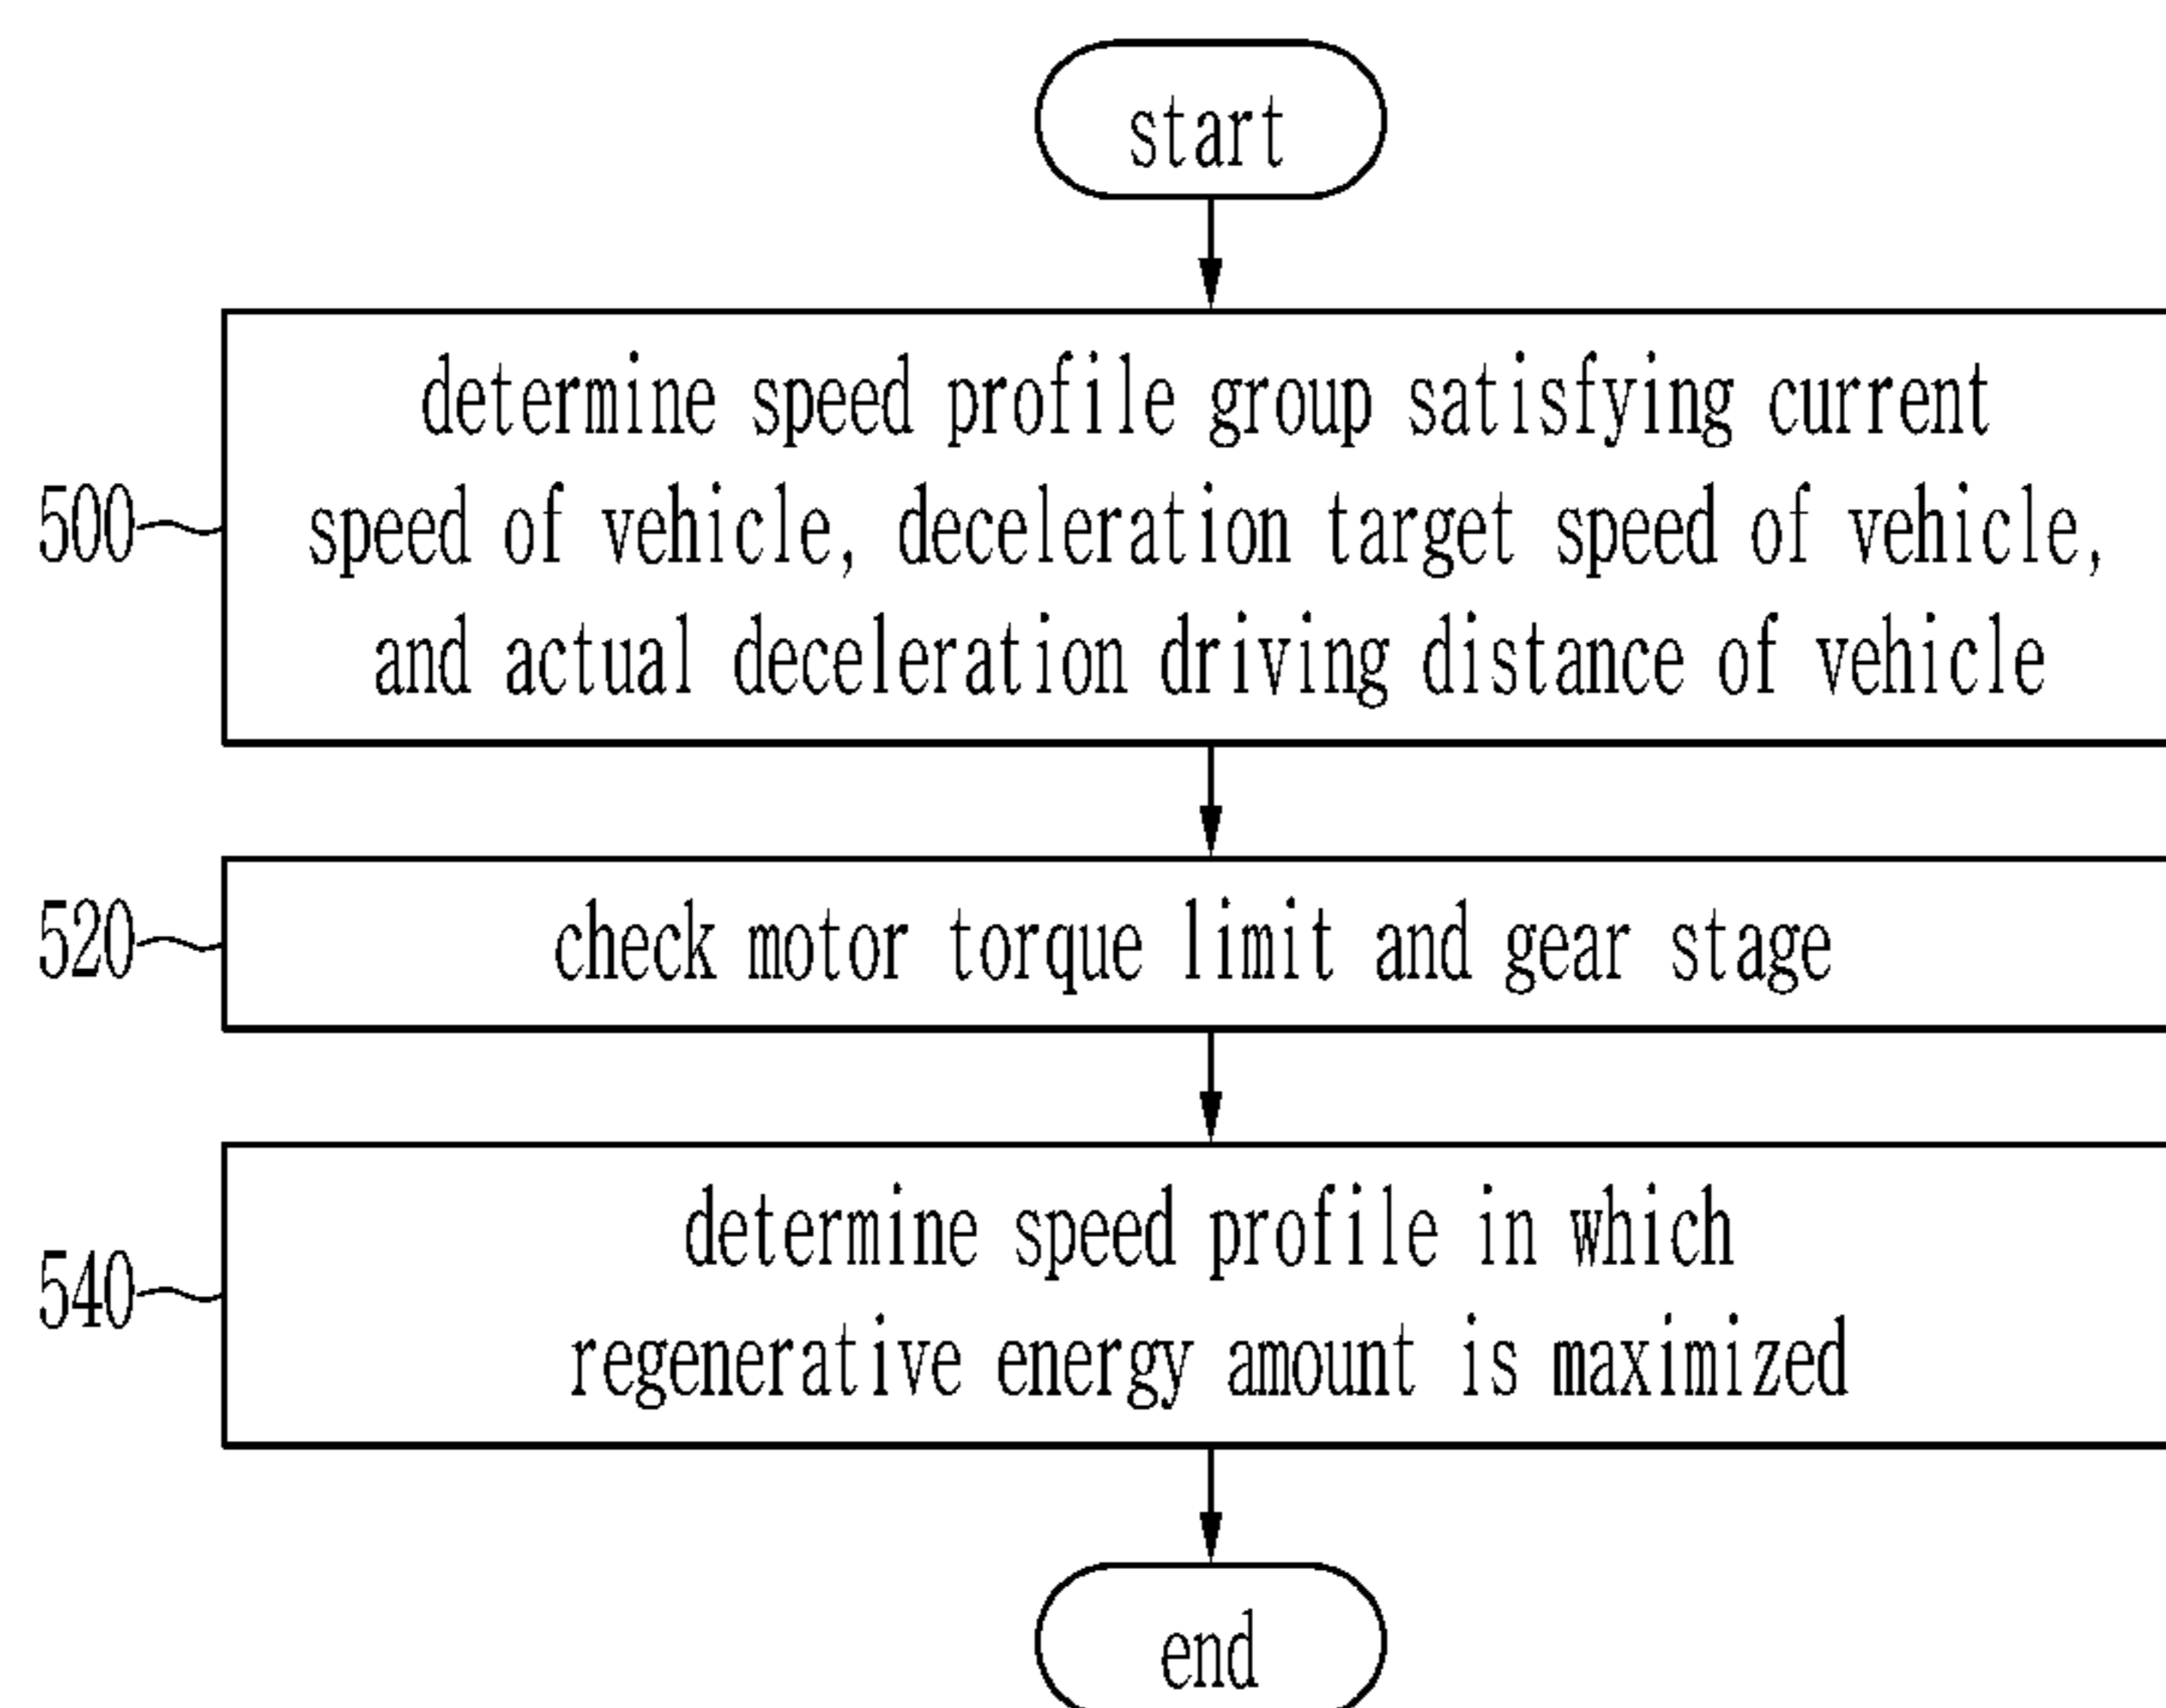 start
determine speed profile group satisfying current
500
speed of vehicle, deceleration target speed of vehicle,
and actual deceleration driving distance of vehicle
520
check motor torque limit and gear stage
determine speed profile in which
540
regenerative energy amount is maximized
end